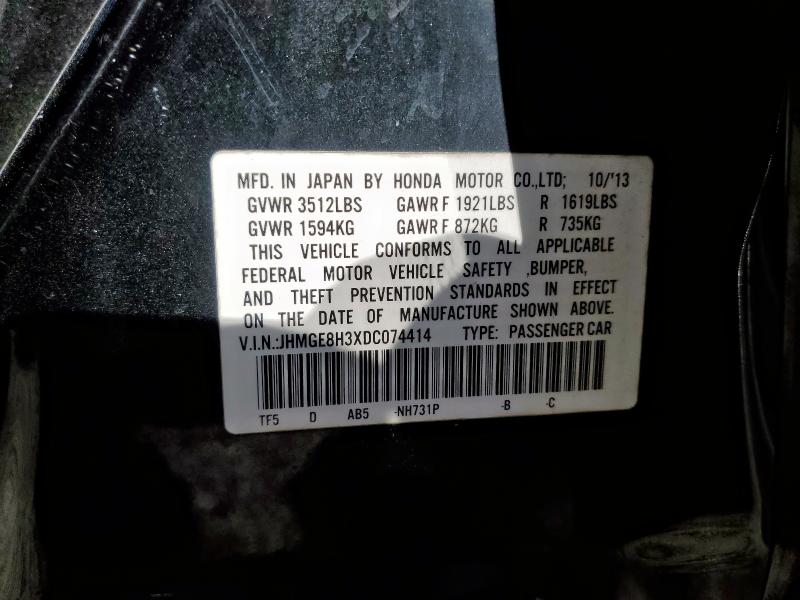 MFD. IN JAPAN BY HONDA MOTOR CO.,LTD; 10/'13
GVWR 3512LBS GAWR F 1921LBS R 1619LBS
GVWR 1594KG GAWR F 872KG R 735KG
THIS VEHICLE CONFORMS TO ALL APPLICABLE
FEDERAL MOTOR VEHICLE SAFETY ,BUMPER,
AND THEFT PREVENTION STANDARDS IN EFFECT
ON THE DATE OF MANUFACTURE SHOWN ABOVE.
V.I.N.:JHMGE8H3XDC074414 TYPE: PASSENGER CAR
TF5 D AB5 -NH731P -B -C